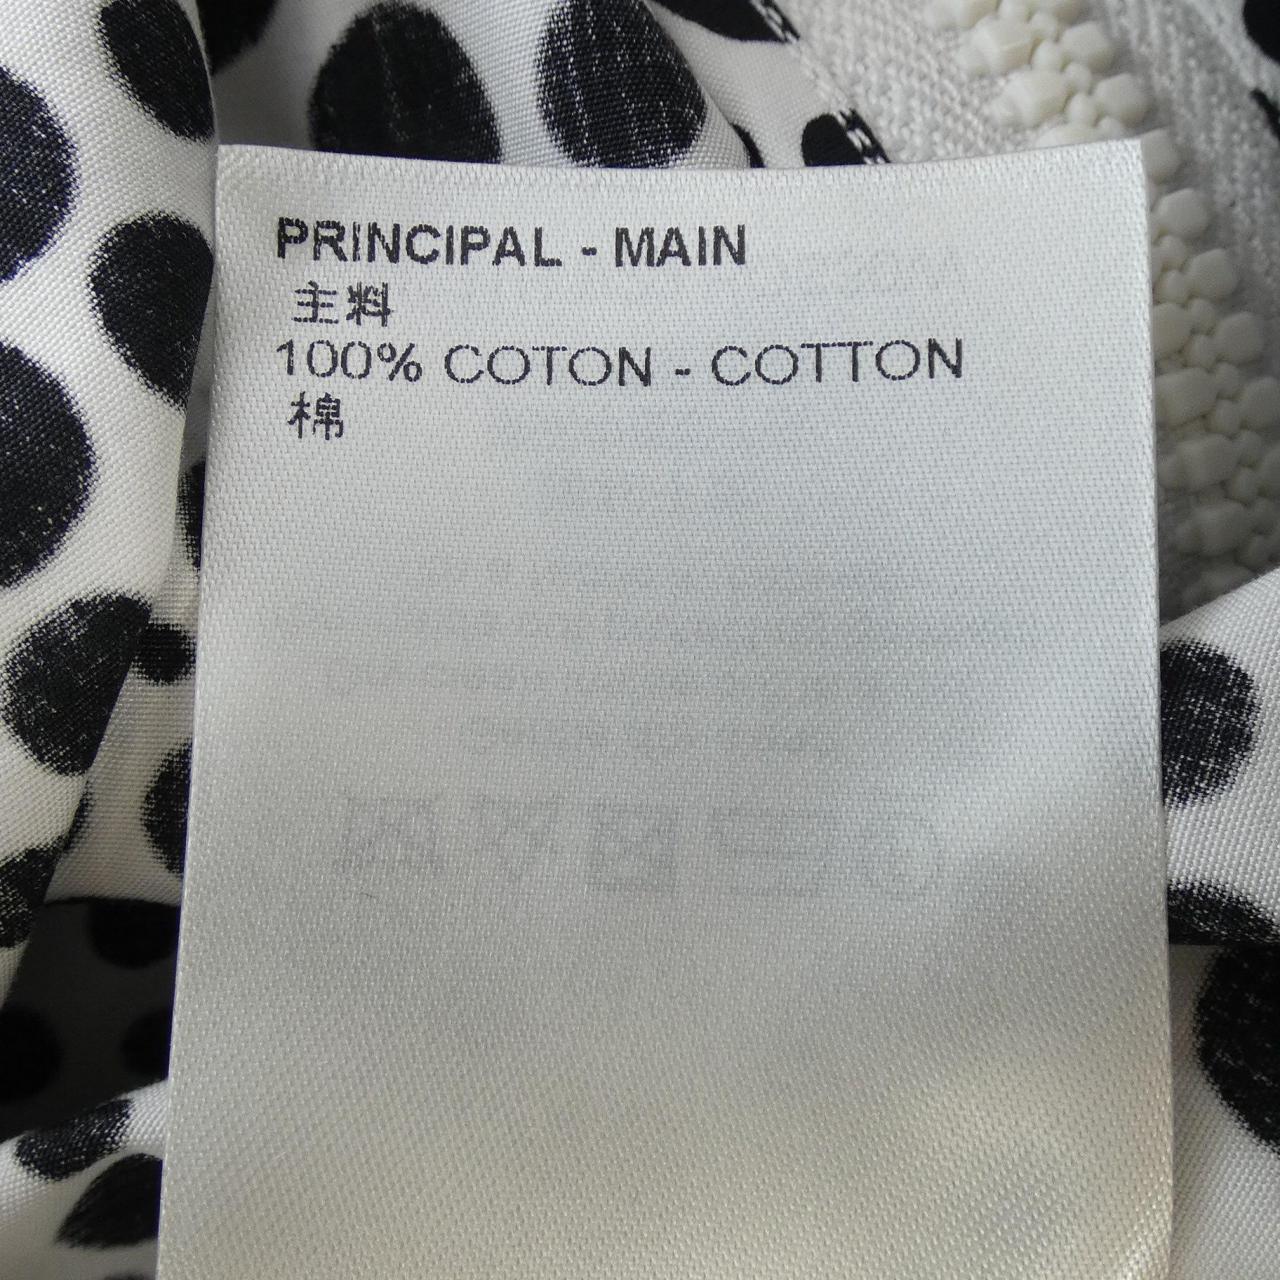 PRINCIPAL - MAIN
主料
100% COTON - COTTON
棉